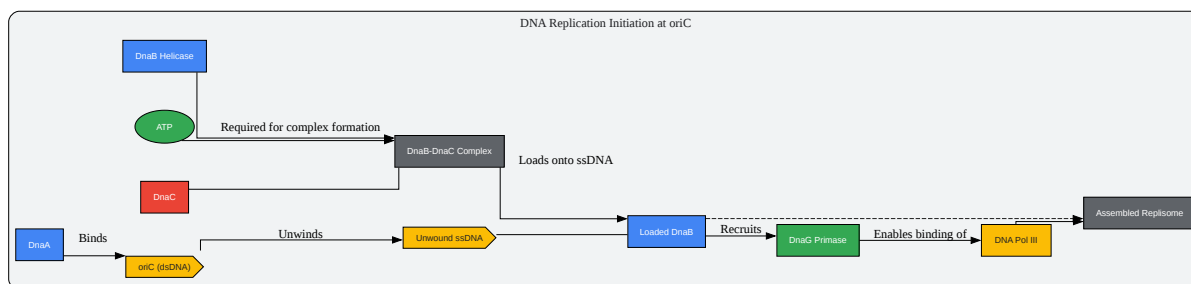 DNA Replication Initiation at oriC
DnaB Helicase
ATP
Required for complex formation
DnaB-DnaC Complex
Loads onto ssDNA
DnaC
DnaA
Binds
oriC (dsDNA)
Unwinds
Unwound ssDNA
Loaded DnaB
Recruits
DnaG Primase
Enables binding of
DNA Pol III
Assembled Replisome